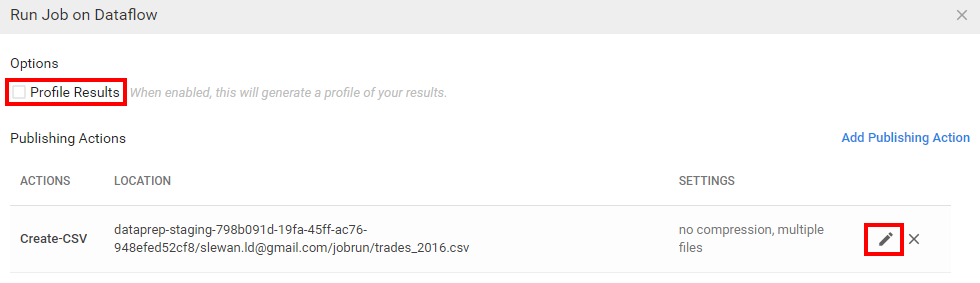 Run Job on Dataflow
Options
Profile Results When enabled, this will generate a profile of your results.
Publishing Actions Add Publishing Action
ACTIONS LOCATION SETTINGS
Create-CSV
dataprep-staging-798b091d-19fa-45ff-ac76-
948efed52cf8/slewan.ld@gmail.com/jobrun/trades_2016.csv
no compression, multiple
files